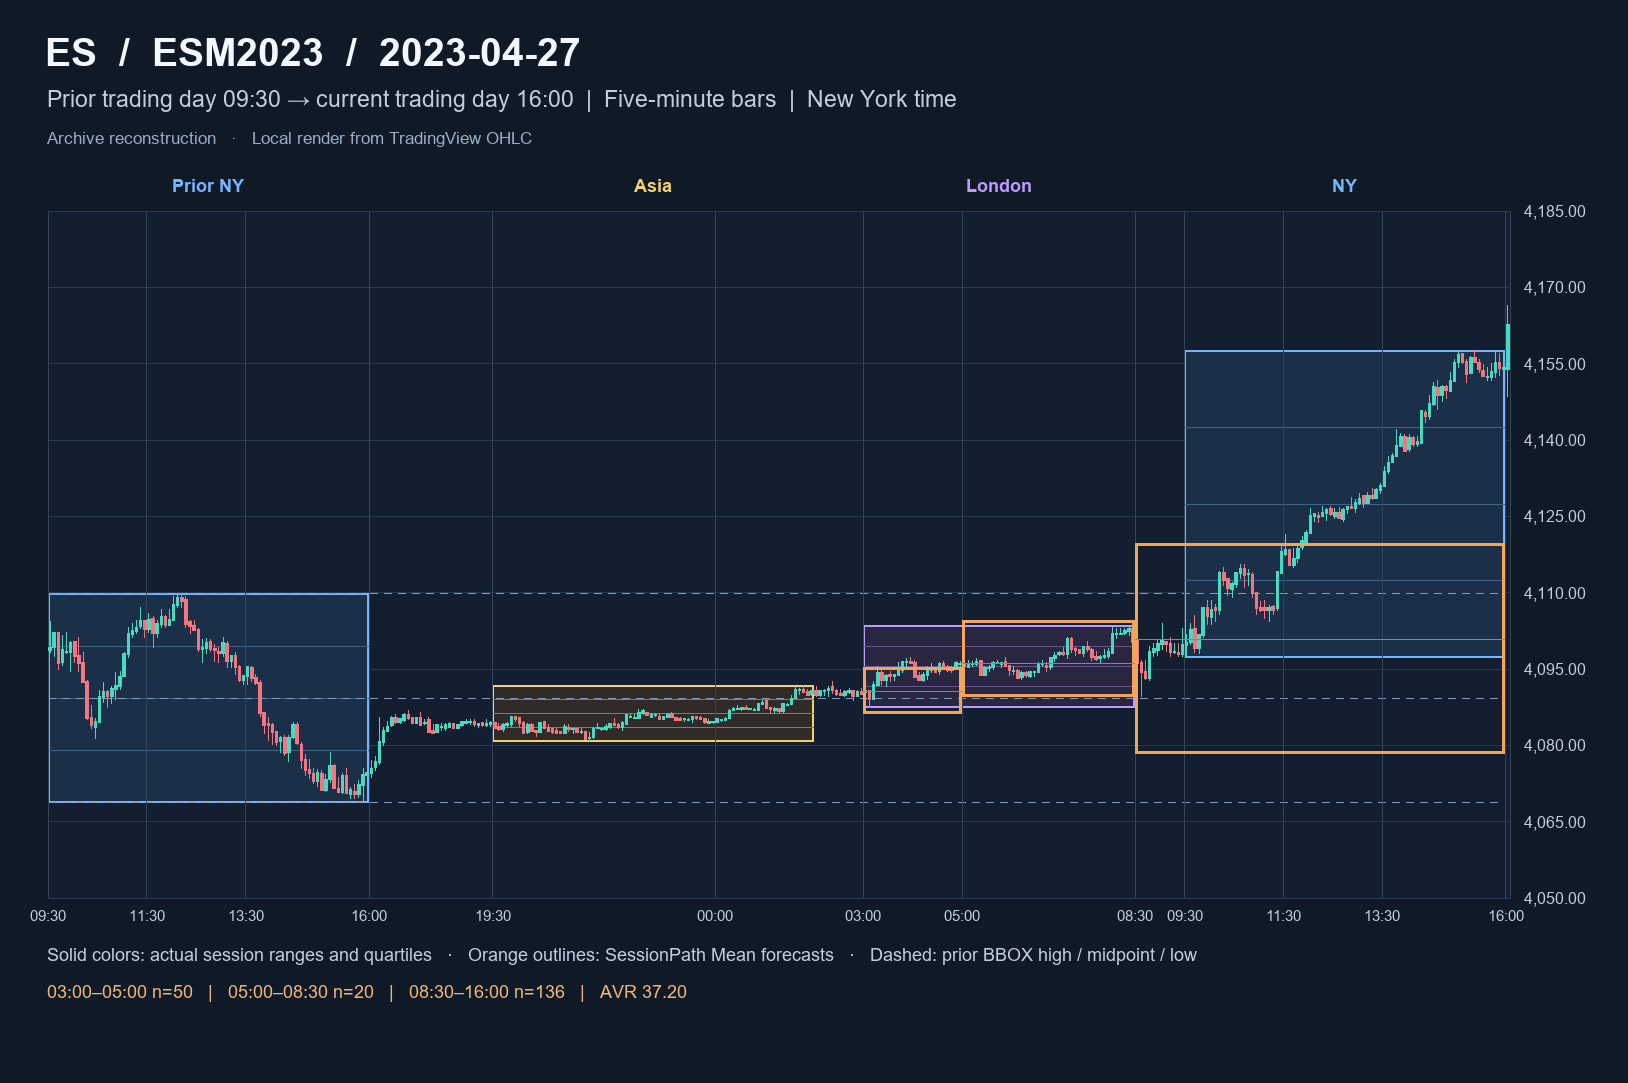 ES / ESM2023 / 2023-04-27
Prior trading day 09:30 → current trading day 16:00 | Five-minute bars | New York time
Archive reconstruction · Local render from TradingView OHLC
Prior NY Asia London NY
4,185.00
4,170.00
4,155.00
4,140.00
4,125.00
4,110.00
4,095.00
4,080.00
4,065.00
4,050.00
09:30 11:30 13:30 16:00 19:30 00:00 03:00 05:00 08:30 09:30 11:30 13:30 16:00
Solid colors: actual session ranges and quartiles · Orange outlines: SessionPath Mean forecasts · Dashed: prior BBOX high / midpoint / low
03:00–05:00 n=50 | 05:00–08:30 n=20 | 08:30–16:00 n=136 | AVR 37.20